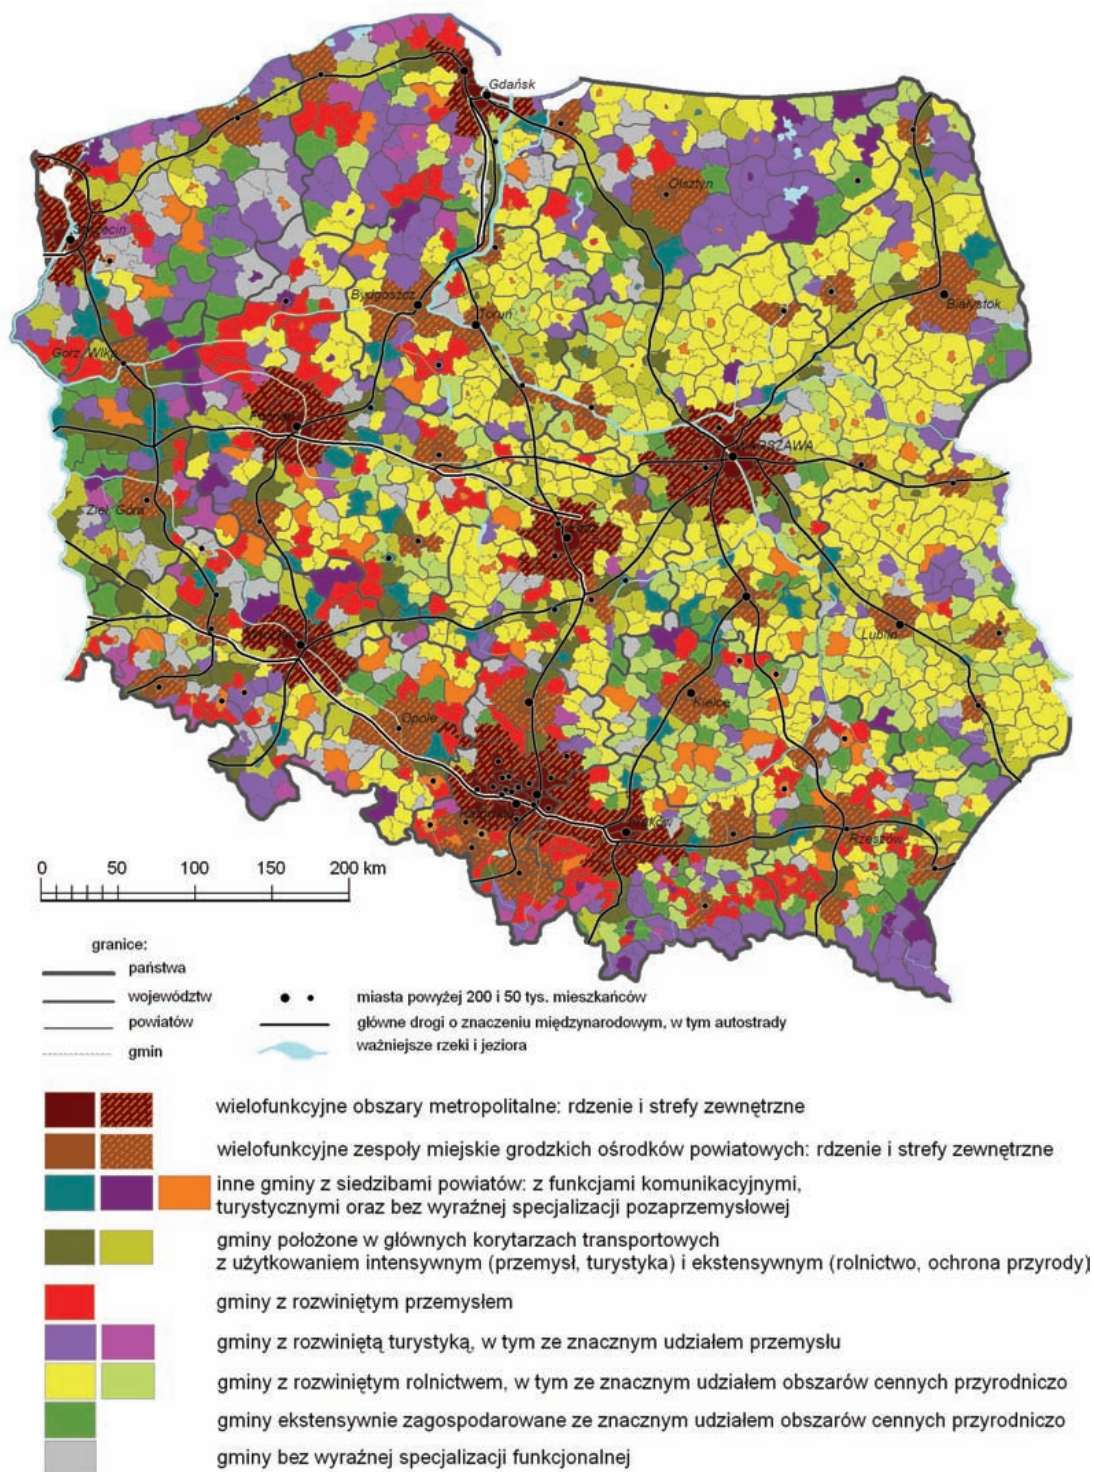 Gdańsk
Olsztyn
Szczecin
Bydgoszcz
Białystok
Toruń
Gorz. Wlkp.
Poznań
WARSZAWA
Ziel. Góra
Łódź
Lublin
Kielce
Opole
Kraków
Rzeszów
0 50 100 150 200 km
granice:
państwa
województw
miasta powyżej 200 i 50 tys. mieszkańców
powiatów
główne drogi o znaczeniu międzynarodowym, w tym autostrady
gmin
ważniejsze rzeki i jeziora
wielofunkcyjne obszary metropolitalne: rdzenie i strefy zewnętrzne
wielofunkcyjne zespoły miejskie grodzkich ośrodków powiatowych: rdzenie i strefy zewnętrzne
inne gminy z siedzibami powiatów: z funkcjami komunikacyjnymi,
turystycznymi oraz bez wyraźnej specjalizacji pozaprzemysłowej
gminy położone w głównych korytarzach transportowych
z użytkowaniem intensywnym (przemysł, turystyka) i ekstensywnym (rolnictwo, ochrona przyrody)
gminy z rozwiniętym przemysłem
gminy z rozwiniętą turystyką, w tym ze znacznym udziałem przemysłu
gminy z rozwiniętym rolnictwem, w tym ze znacznym udziałem obszarów cennych przyrodniczo
gminy ekstensywnie zagospodarowane ze znacznym udziałem obszarów cennych przyrodniczo
gminy bez wyraźnej specjalizacji funkcjonalnej